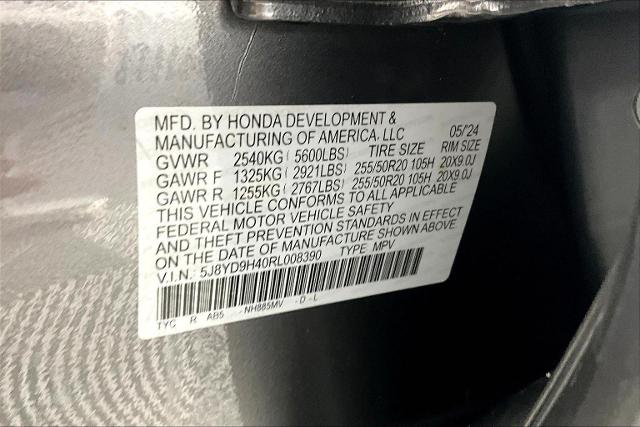 MFD. BY HONDA DEVELOPMENT &
MANUFACTURING OF AMERICA, LLC 05/'24
GVWR 2540KG ( 5600LBS) TIRE SIZE RIM SIZE
GAWR F 1325KG ( 2921LBS) 255/50R20 105H 20X9.0J
GAWR R 1255KG ( 2767LBS) 255/50R20 105H 20X9.0J
THIS VEHICLE CONFORMS TO ALL APPLICABLE
FEDERAL MOTOR VEHICLE SAFETY
AND THEFT PREVENTION STANDARDS IN EFFECT
ON THE DATE OF MANUFACTURE SHOWN ABOVE
V.I.N.: 5J8YD9H40RL008390 TYPE MPV
TYC R AB5 -NH885MV -D-L